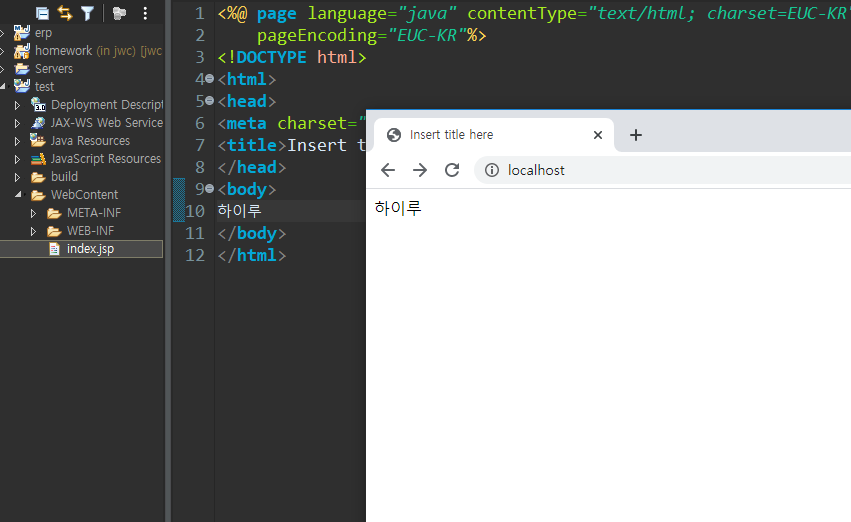 erp
homework (in jwc) [jwc
Servers
test
Deployment Descript
JAX-WS Web Service
Java Resources
JavaScript Resources
build
WebContent
META-INF
WEB-INF
index.jsp
1 <%@ page language="java" contentType="text/html; charset=EUC-KR"
2 pageEncoding="EUC-KR"%>
3 <!DOCTYPE html>
4 <html>
5 <head>
6 <meta charset="
7 <title>Insert t
8 </head>
9 <body>
10 하이루
11 </body>
12 </html>
Insert title here
localhost
하이루